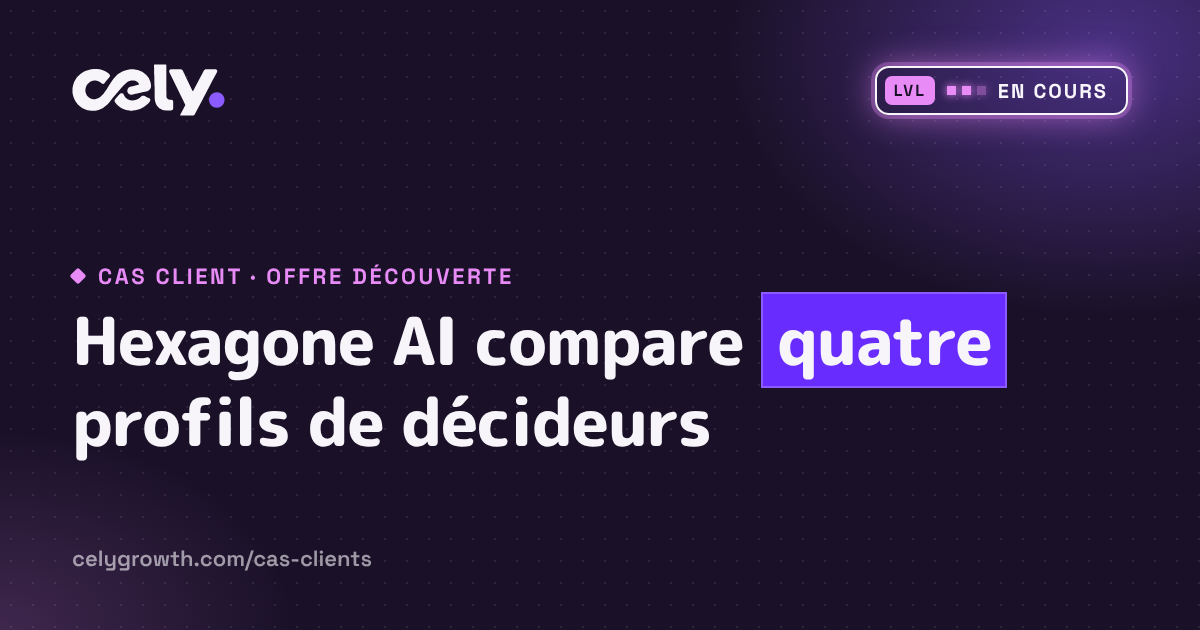 cely.
LVL EN COURS
CAS CLIENT · OFFRE DÉCOUVERTE
Hexagone AI compare quatre
profils de décideurs
celygrowth.com/cas-clients